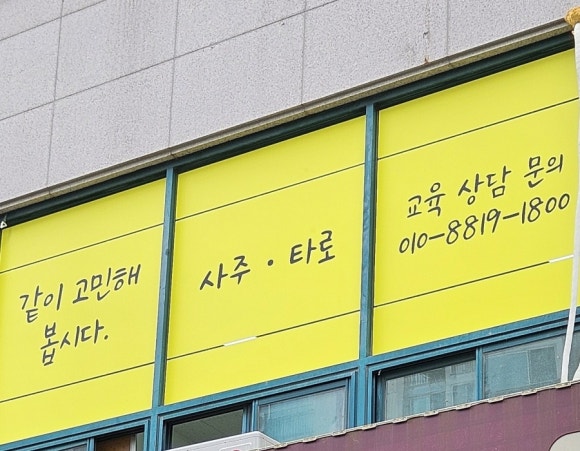 같이 고민해
봅시다.
사주 · 타로
교육 상담 문의
010-8819-1800